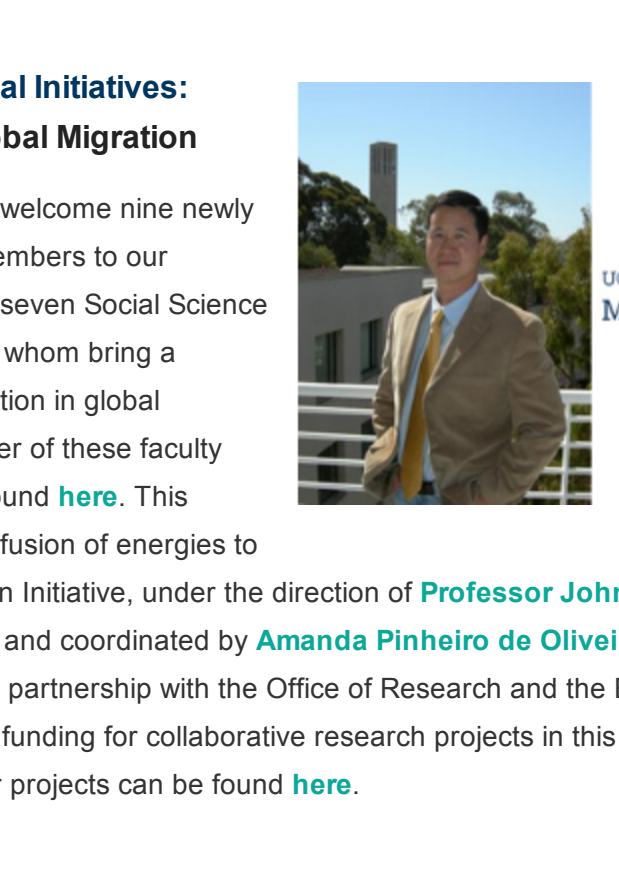 al Initiatives:
bal Migration
welcome nine newly
embers to our
seven Social Science
whom bring a
tion in global
er of these faculty
ound here. This
fusion of energies to
n Initiative, under the direction of Professor John
and coordinated by Amanda Pinheiro de Olivei
partnership with the Office of Research and the
funding for collaborative research projects in this
r projects can be found here.
U
M